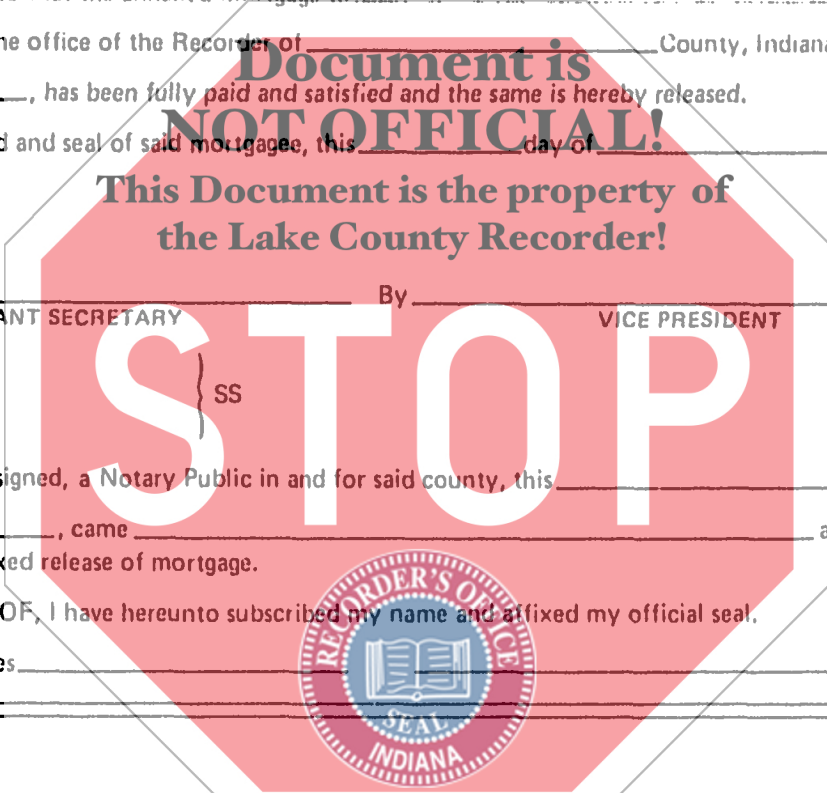 he office of the Recorder of County, Indiana
Document is
, has been fully paid and satisfied and the same is hereby released.
NOT OFFICIAL!
d and seal of said mortgagee, this day of
This Document is the property of
the Lake County Recorder!
By
ANT SECRETARY VICE PRESIDENT
STOP
SS
signed, a Notary Public in and for said county, this
, came a
xed release of mortgage.
RECORDER'S OFFICE
OF, I have hereunto subscribed my name and affixed my official seal.
es
SEAL
INDIANA